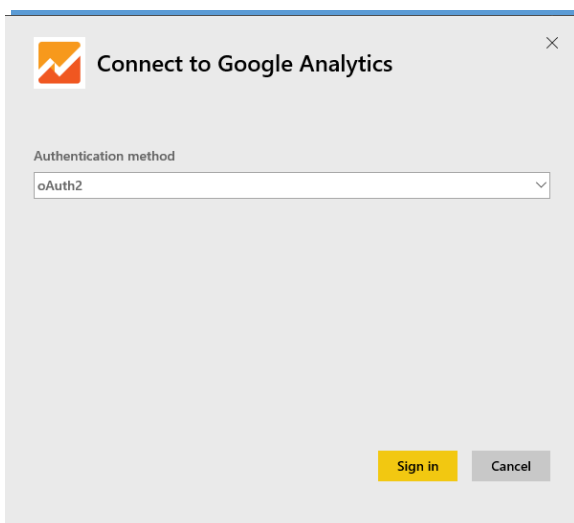 Connect to Google Analytics
Authentication method
oAuth2
Sign in
Cancel